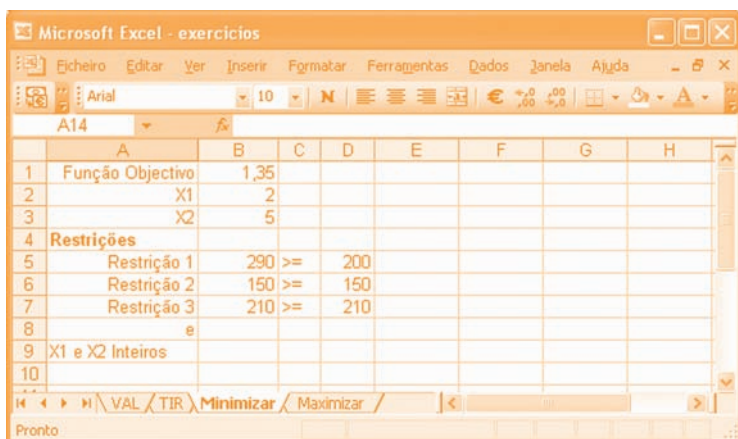 Microsoft Excel - exercicios
Ficheiro Editar Ver Inserir Formatar Ferramentas Dados Janela Ajuda
Arial 10 N € A
A14 fx
A B C D E F G H
1 Função Objectivo 1,35
2 X1 2
3 X2 5
4 Restrições
5 Restrição 1 290 >= 200
6 Restrição 2 150 >= 150
7 Restrição 3 210 >= 210
8 e
9 X1 e X2 Inteiros
10
VAL TIR Minimizar Maximizar
Pronto